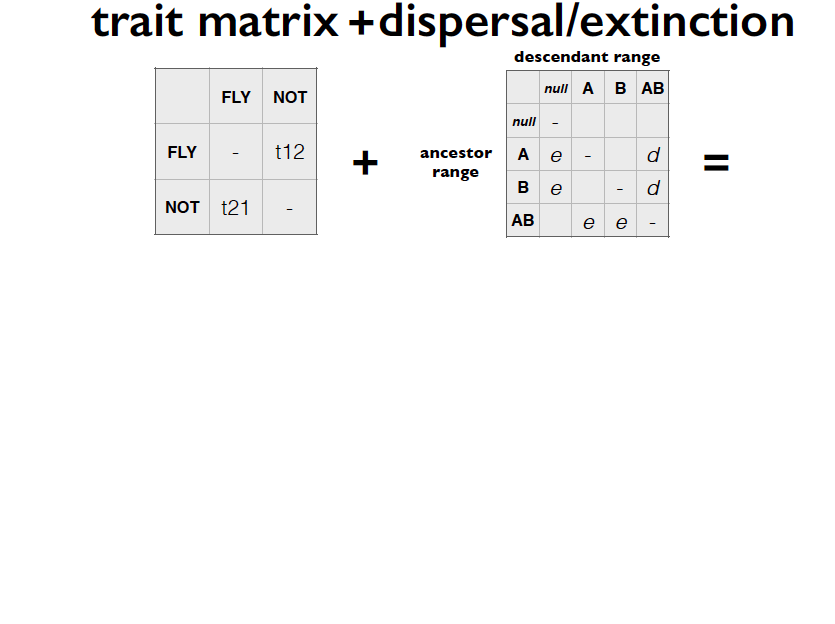 trait matrix + dispersal/extinction
descendant range
FLY NOT
FLY - t12
NOT t21 -
+
ancestor
range
null A B AB
null -
A e - d
B e - d
AB e e -
=